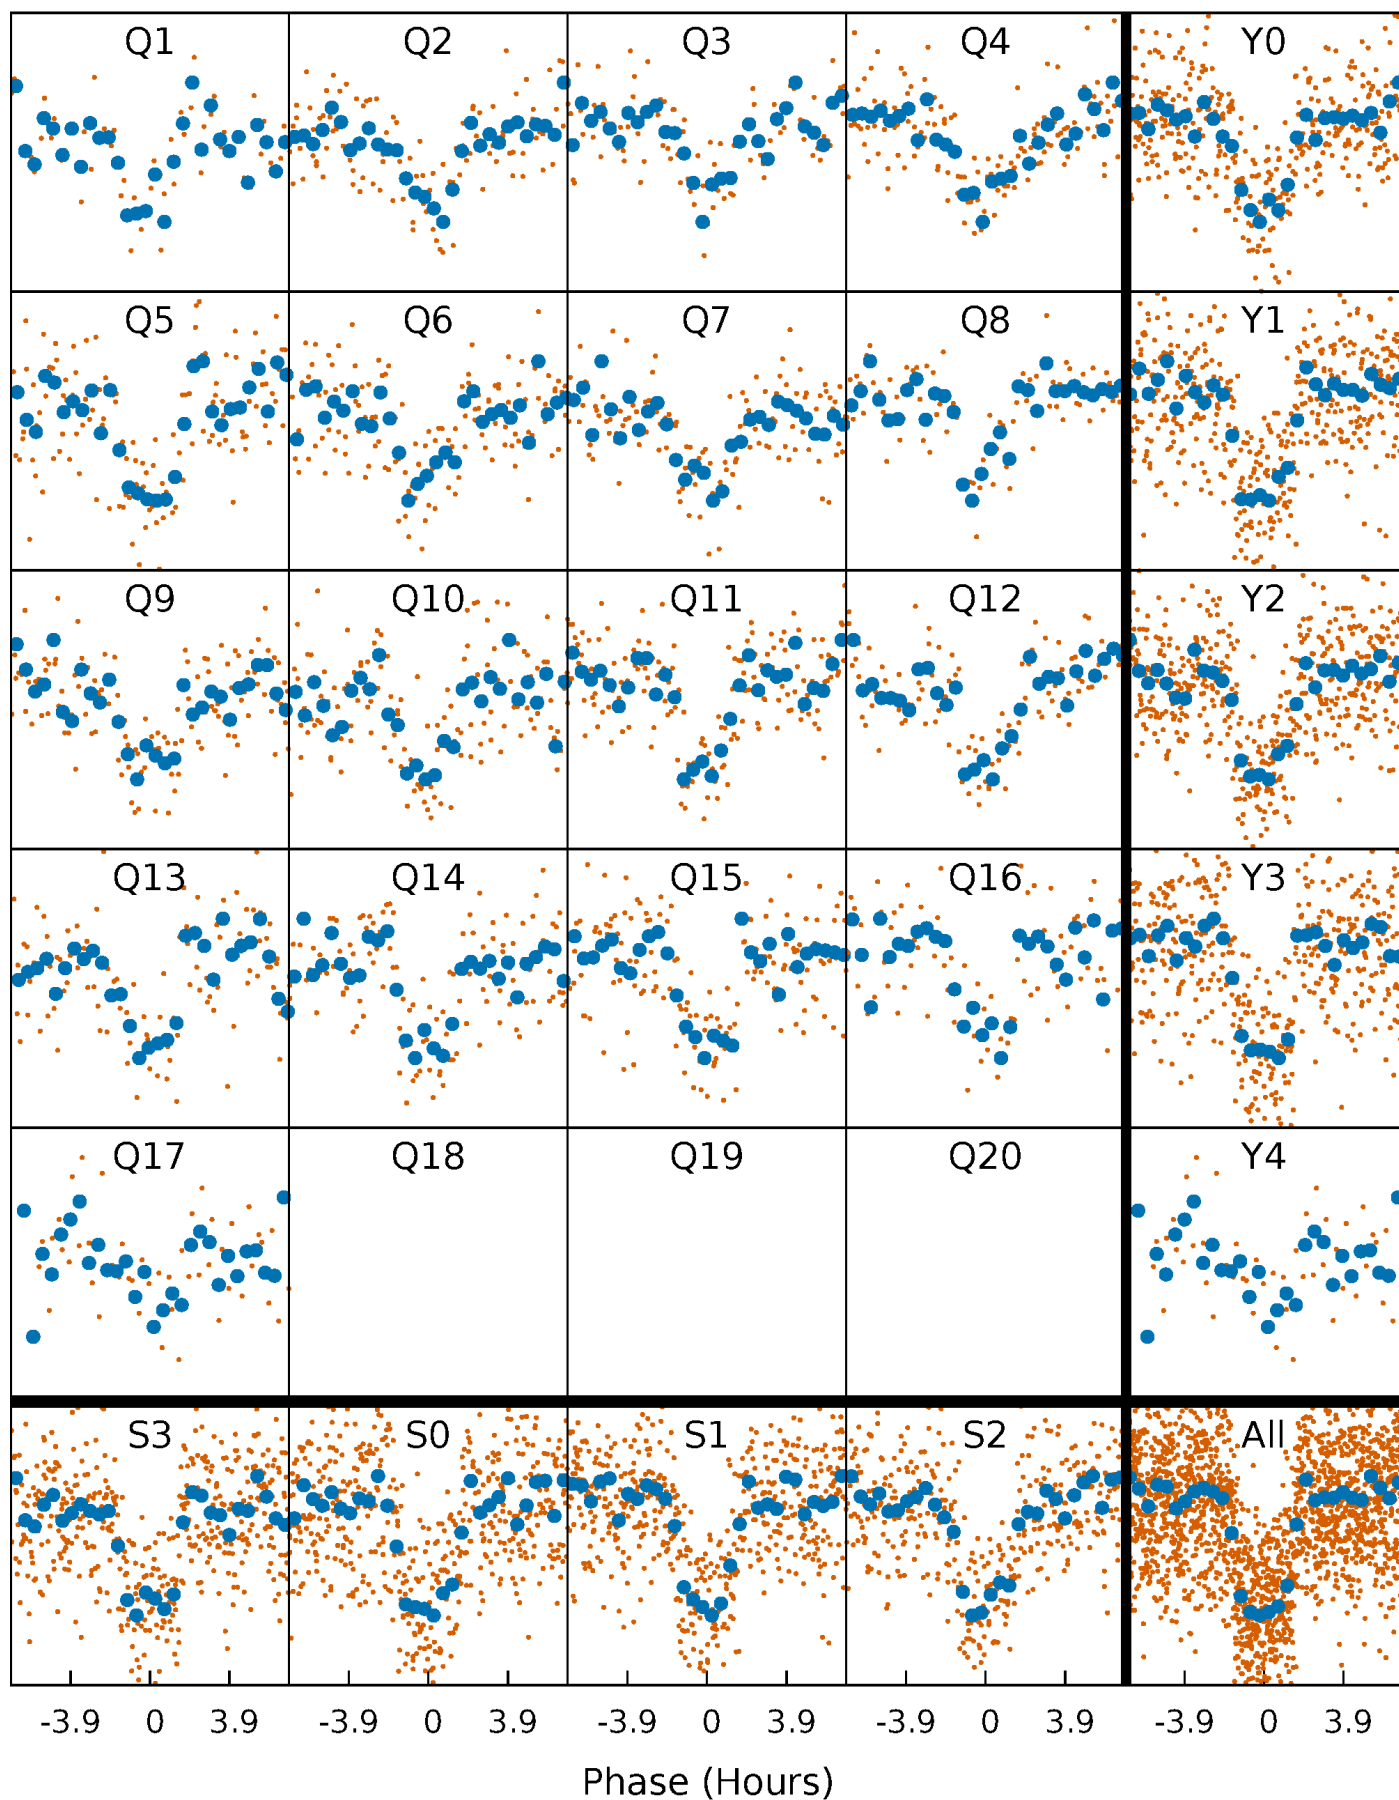 Q1 Q2 Q3 Q4 Y0
Q5 Q6 Q7 Q8 Y1
Q9 Q10 Q11 Q12 Y2
Q13 Q14 Q15 Q16 Y3
Q17 Q18 Q19 Q20 Y4
S3 S0 S1 S2 All
-3.9 0 3.9 -3.9 0 3.9 -3.9 0 3.9 -3.9 0 3.9 -3.9 0 3.9
Phase (Hours)